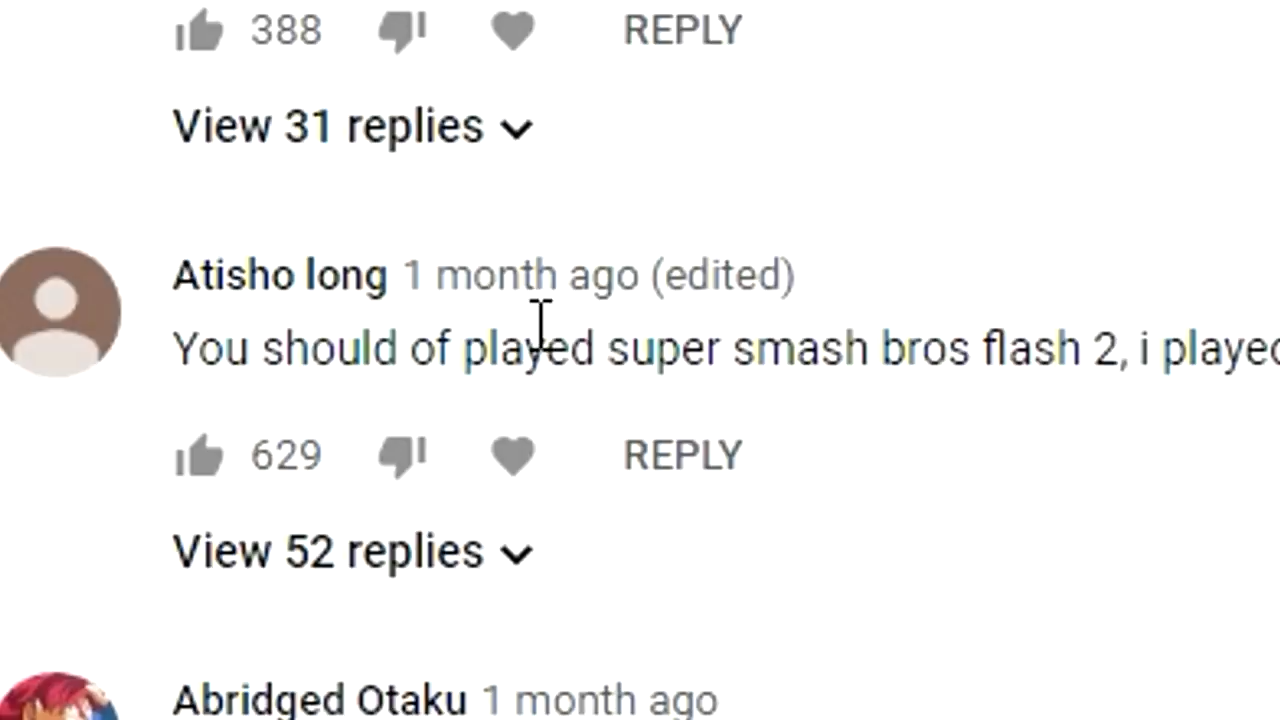 388 REPLY
View 31 replies
Atisho long 1 month ago (edited)
You should of played super smash bros flash 2, i played
629 REPLY
View 52 replies
Abridged Otaku 1 month ago